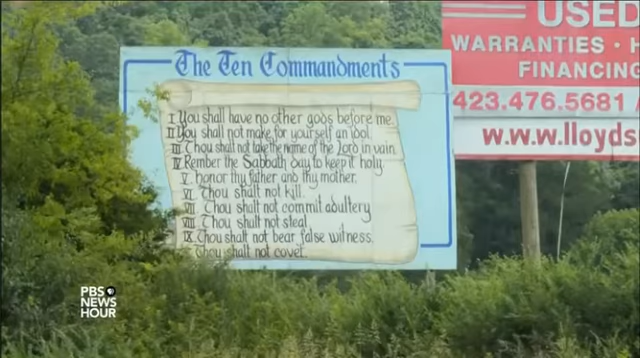 The Ten Commandments
I You shall have no other gods before me.
II You shall not make for yourself an idol.
III Thou shalt not take the name of the Lord in vain.
IV Rember the Sabbath day to keep it holy.
V. honor thy father and thy mother.
VI. Thou shalt not kill.
VII Thou shalt not commit adultery
VIII Thou shalt not steal
IX Thou shalt not bear false witness.
Thou shalt not covet.
USED
WARRANTIES • H
FINANCING
423.476.5681
w.w.w.lloyds
PBS
NEWS
HOUR